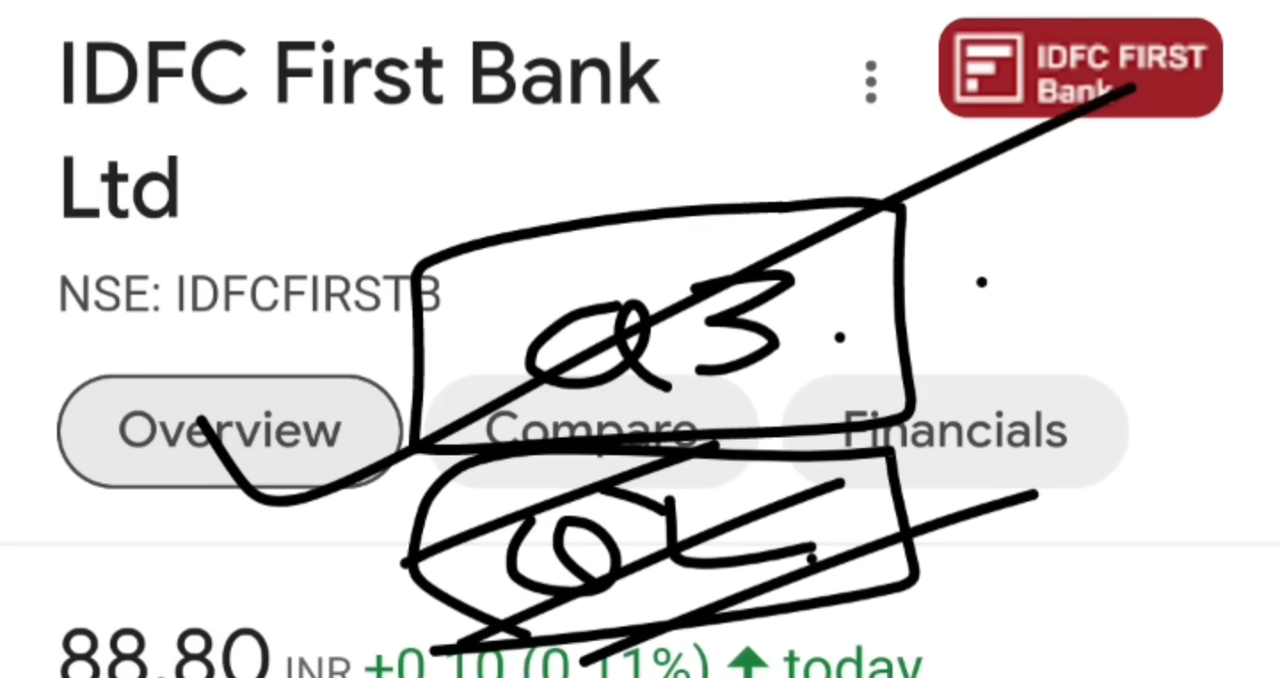 IDFC First Bank
IDFC FIRST
Bank
Ltd
NSE: IDFCFIRSTB
Q3
Overview
Compare
Financials
88.80 INR +0.10 (0.11%) ↑ today